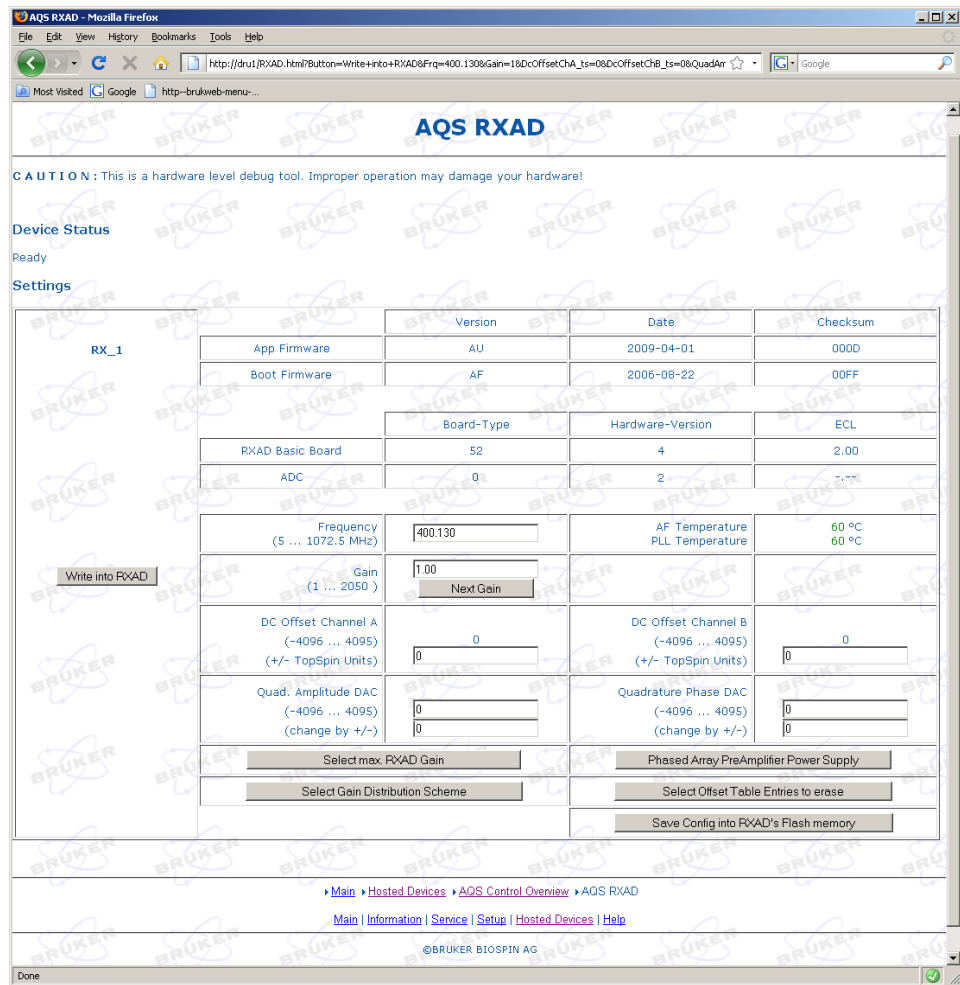 AQS RXAD - Mozilla Firefox
File Edit View History Bookmarks Tools Help
http://dru1/RXAD.html?Button=Write+into+RXAD&Frq=400.130&Gain=1&DcOffsetChA_ts=0&DcOffsetChB_ts=0&QuadAm
Google
Most Visited Google http--brukweb-menu-...
AQS RXAD
CAUTION: This is a hardware level debug tool. Improper operation may damage your hardware!
Device Status
Ready
Settings
Version Date Checksum
RX_1 App Firmware AU 2009-04-01 000D
Boot Firmware AF 2006-08-22 00FF
Board-Type Hardware-Version ECL
RXAD Basic Board 52 4 2.00
ADC 0 2 -.--
Frequency 400.130 AF Temperature 60 °C
(5 ... 1072.5 MHz) PLL Temperature 60 °C
Write into RXAD
Gain 1.00
(1 ... 2050 ) Next Gain
DC Offset Channel A DC Offset Channel B
(-4096 ... 4095) 0 (-4096 ... 4095) 0
(+/- TopSpin Units) 0 (+/- TopSpin Units) 0
Quad. Amplitude DAC Quadrature Phase DAC
(-4096 ... 4095) 0 (-4096 ... 4095) 0
(change by +/-) 0 (change by +/-) 0
Select max. RXAD Gain Phased Array PreAmplifier Power Supply
Select Gain Distribution Scheme Select Offset Table Entries to erase
Save Config into RXAD's Flash memory
Main Hosted Devices AQS Control Overview AQS RXAD
Main | Information | Service | Setup | Hosted Devices | Help
©BRUKER BIOSPIN AG
Done